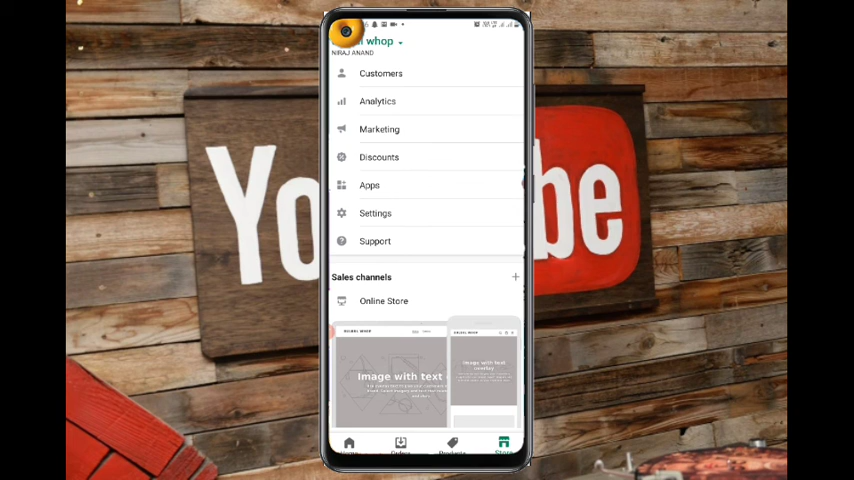 whop
NIRAJ ANAND
Customers
Analytics
Marketing
Discounts
Apps
Settings
Support
Sales channels
+
Online Store
Image with text
Image with text
overlay
Home
Orders
Products
Store
You
be